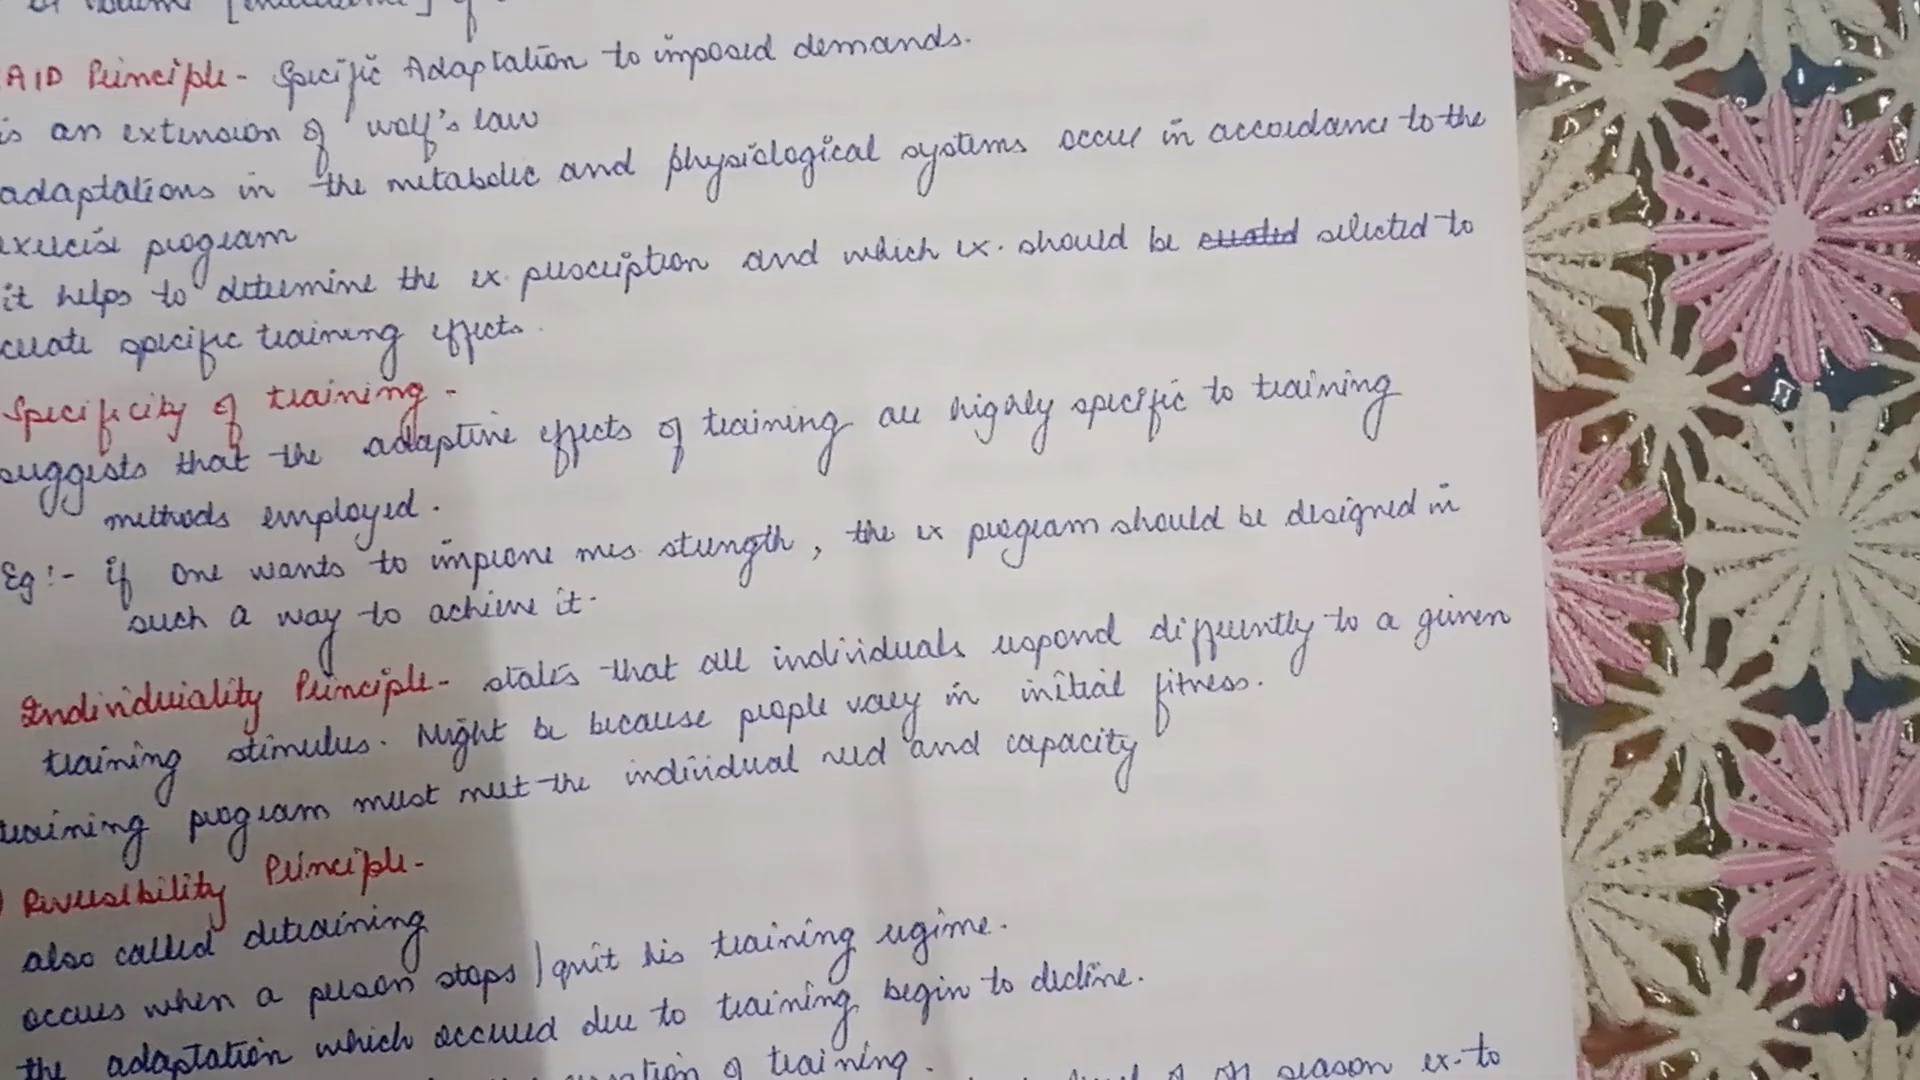 AID Principle - Specific Adaptation to imposed demands.
is an extension of wolf's law
adaptations in the metabolic and physiological systems occur in accordance to the
exercise program
it helps to determine the ex. prescription and which ex. should be created selected to
create specific training effects.
Specificity of training -
suggests that the adaptive effects of training are highly specific to training
methods employed.
Eg:- if one wants to improve mus. strength, the ex program should be designed in
such a way to achieve it.
Individuality Principle - states that all individuals respond differently to a given
training stimulus. Might be because people vary in initial fitness.
training program must meet the individual need and capacity
Reversibility Principle -
also called detraining
occurs when a person stops / quit his training regime.
the adaptation which occured due to training begin to decline.
of training.
season ex. to